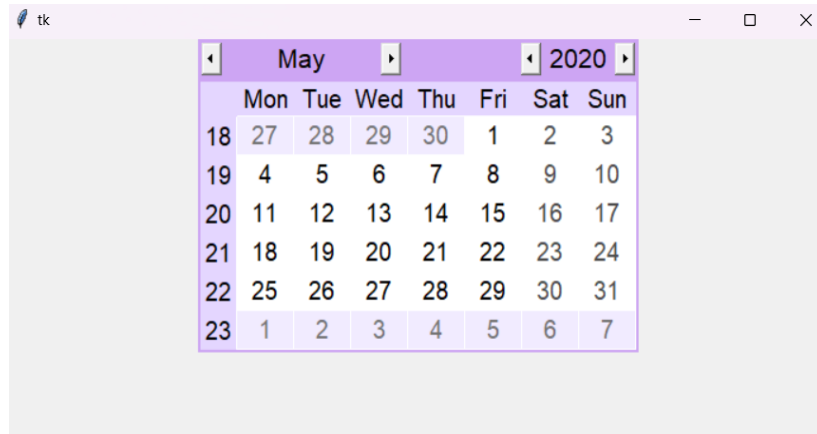 tk
May 2020
Mon Tue Wed Thu Fri Sat Sun
18 27 28 29 30 1 2 3
19 4 5 6 7 8 9 10
20 11 12 13 14 15 16 17
21 18 19 20 21 22 23 24
22 25 26 27 28 29 30 31
23 1 2 3 4 5 6 7